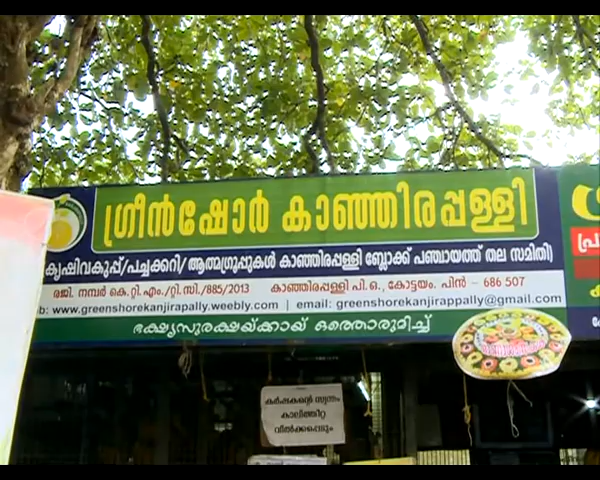 ഗ്രീൻഷോർ കാഞ്ഞിരപ്പള്ളി
കൃഷിവകുപ്പ്/പച്ചക്കറി/ആത്മഗ്രൂപ്പുകൾ കാഞ്ഞിരപ്പള്ളി ബ്ലോക്ക് പഞ്ചായത്ത് തല സമിതി)
രജി. നമ്പർ കെ.റ്റി.എം./റ്റി.സി./885/2013 കാഞ്ഞിരപ്പള്ളി പി.ഒ., കോട്ടയം. പിൻ - 686 507
b: www.greenshorekanjirapally.weebly.com | email: greenshorekanjirappally@gmail.com
ഭക്ഷ്യസുരക്ഷയ്ക്കായ് ഒത്തൊരുമിച്ച്
കർഷകന്റെ സ്വന്തം
കാലിത്തീറ്റ
വിൽക്കപ്പെടും